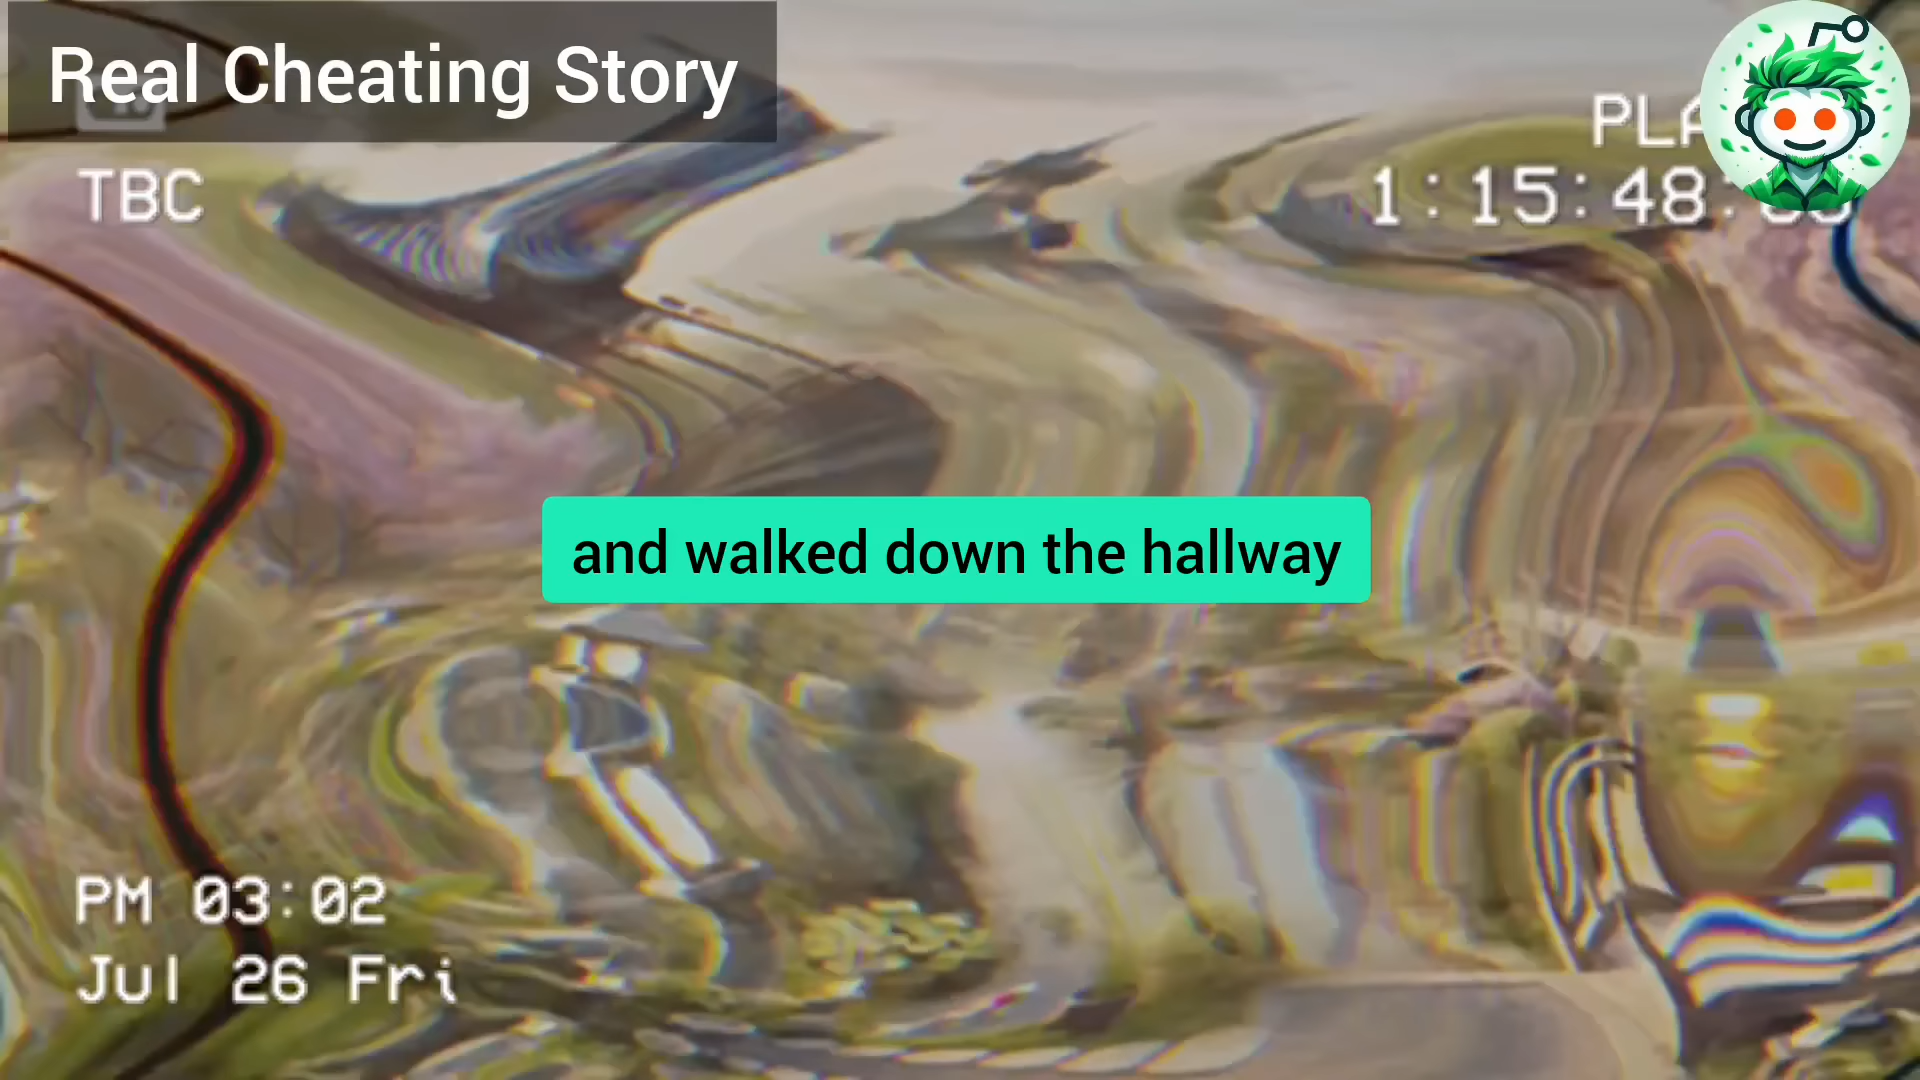 Real Cheating Story
TBC
1:15:48:
and walked down the hallway
PM 03:02
Jul 26 Fri